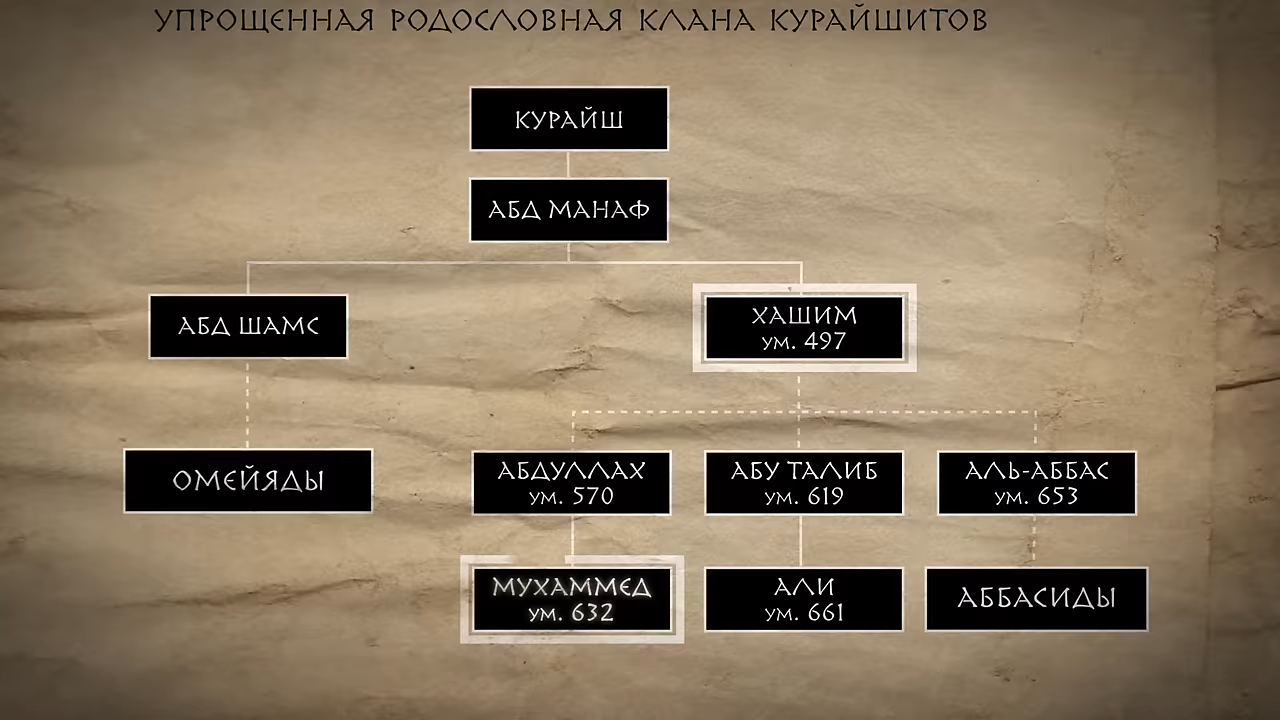 УПРОЩЕННАЯ РОДОСЛОВНАЯ КЛАНА КУРАЙШИТОВ
КУРАЙШ
АБД МАНАФ
АБД ШАМС
ХАШИМ
ум. 497
ОМЕЙЯДЫ
АБДУЛЛАХ
ум. 570
АБУ ТАЛИБ
ум. 619
АЛЬ-АББАС
ум. 653
МУХАММЕД
ум. 632
АЛИ
ум. 661
АББАСИДЫ